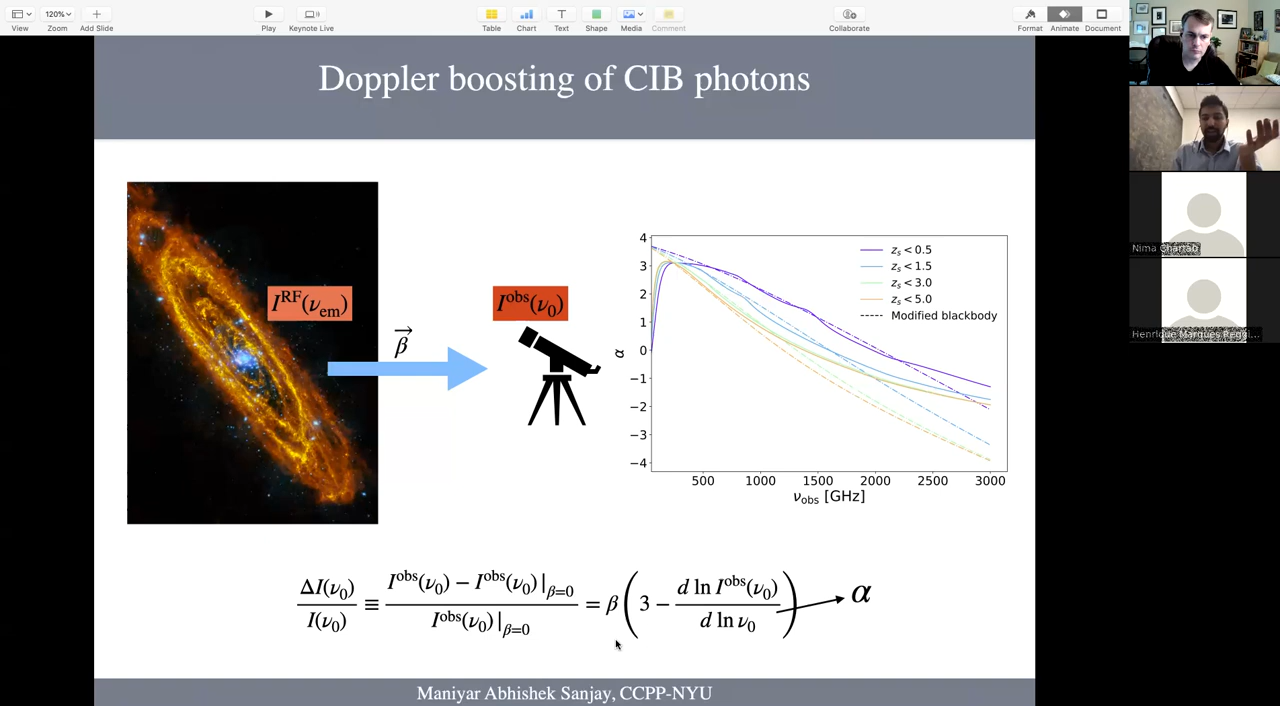 View
Zoom
Add Slide
120%
Play
Keynote Live
Table
Chart
Text
Shape
Media
Comment
Collaborate
Format
Animate
Document
Doppler boosting of CIB photons
I^RF(ν_em)
β⃗
I^obs(ν_0)
4
3
2
1
0
−1
−2
−3
−4
α
500
1000
1500
2000
2500
3000
ν_obs [GHz]
z_s < 0.5
z_s < 1.5
z_s < 3.0
z_s < 5.0
Modified blackbody
ΔI(ν_0) / I(ν_0) ≡ (I^obs(ν_0) − I^obs(ν_0)|_β=0) / I^obs(ν_0)|_β=0 = β(3 − d ln I^obs(ν_0) / d ln ν_0)
α
Maniyar Abhishek Sanjay, CCPP-NYU
Nima Chartab
Henrique Marques